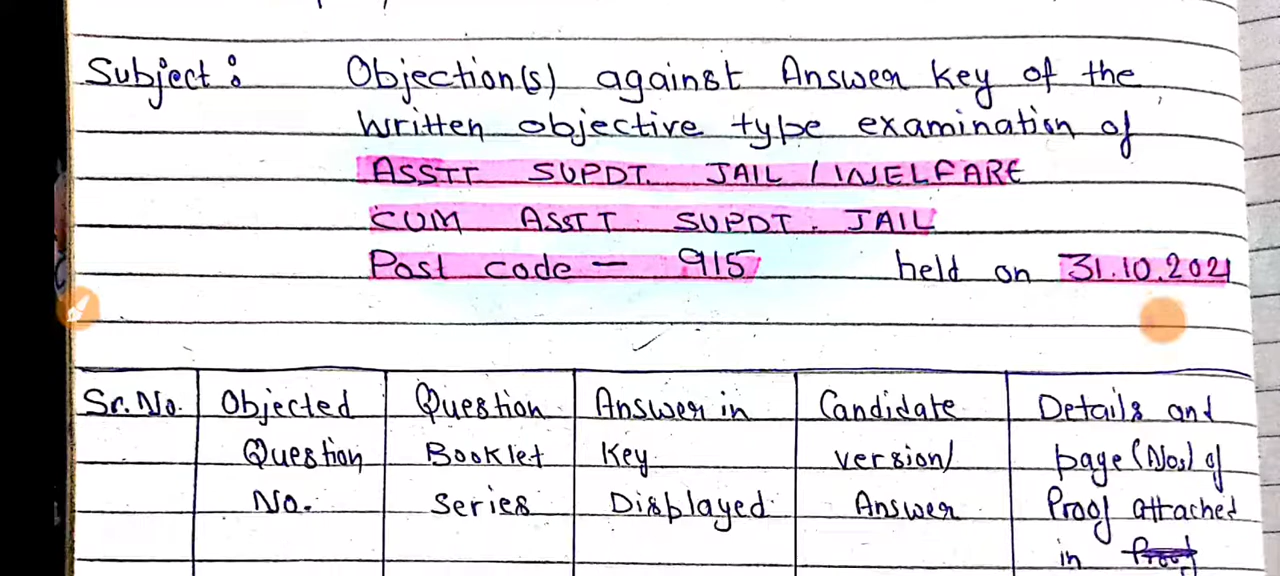 Subject : Objection(s) against Answer Key of the
written objective type examination of
ASSTT SUPDT. JAIL / WELFARE
CUM ASSTT. SUPDT. JAIL
Post code - 915 held on 31.10.2021
Sr. No. Objected Question Answer in Candidate Details and
Question Booklet Key version/ page (Nos) of
No. Series Displayed Answer Proof attached
in Proof